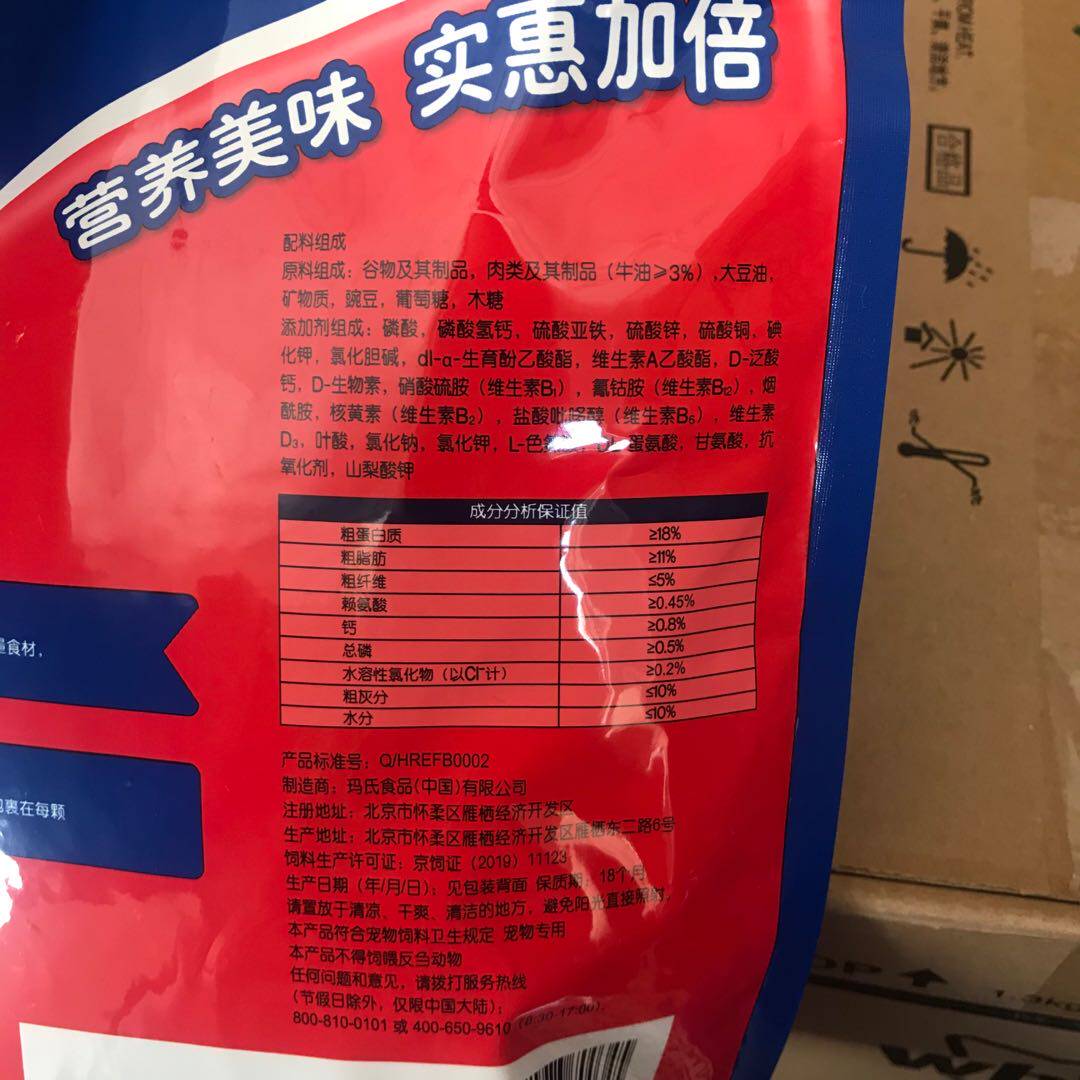 营养美味 实惠加倍
配料组成
原料组成：谷物及其制品，肉类及其制品（牛油≥3%）,大豆油，
矿物质，豌豆，葡萄糖，木糖
添加剂组成：磷酸，磷酸氢钙，硫酸亚铁，硫酸锌，硫酸铜，碘
化钾，氯化胆碱，dl-α-生育酚乙酸酯，维生素A乙酸酯，D-泛酸
钙，D-生物素，硝酸硫胺（维生素B₁），氰钴胺（维生素B₁₂），烟
酰胺，核黄素（维生素B₂），盐酸吡哆醇（维生素B₆），维生素
D₃，叶酸，氯化钠，氯化钾，L-色 蛋氨酸，甘氨酸，抗
氧化剂，山梨酸钾
成分分析保证值
粗蛋白质 ≥18%
粗脂肪 ≥11%
粗纤维 ≤5%
赖氨酸 ≥0.45%
钙 ≥0.8%
总磷 ≥0.5%
水溶性氯化物（以Cl⁻计） ≥0.2%
粗灰分 ≤10%
水分 ≤10%
食材，
裹在每颗
产品标准号：Q/HREFB0002
制造商：玛氏食品(中国)有限公司
注册地址：北京市怀柔区雁栖经济开发区
生产地址：北京市怀柔区雁栖经济开发区雁栖东二路6号
饲料生产许可证：京饲证（2019）11123
生产日期（年/月/日）：见包装背面 保质期：18个月
请置放于清凉、干爽、清洁的地方，避免阳光直接照射。
本产品符合宠物饲料卫生规定 宠物专用
本产品不得饲喂反刍动物
任何问题和意见，请拨打服务热线
（节假日除外，仅限中国大陆）：
800-810-0101 或 400-650-9610（8:30-17:00）。
合格品